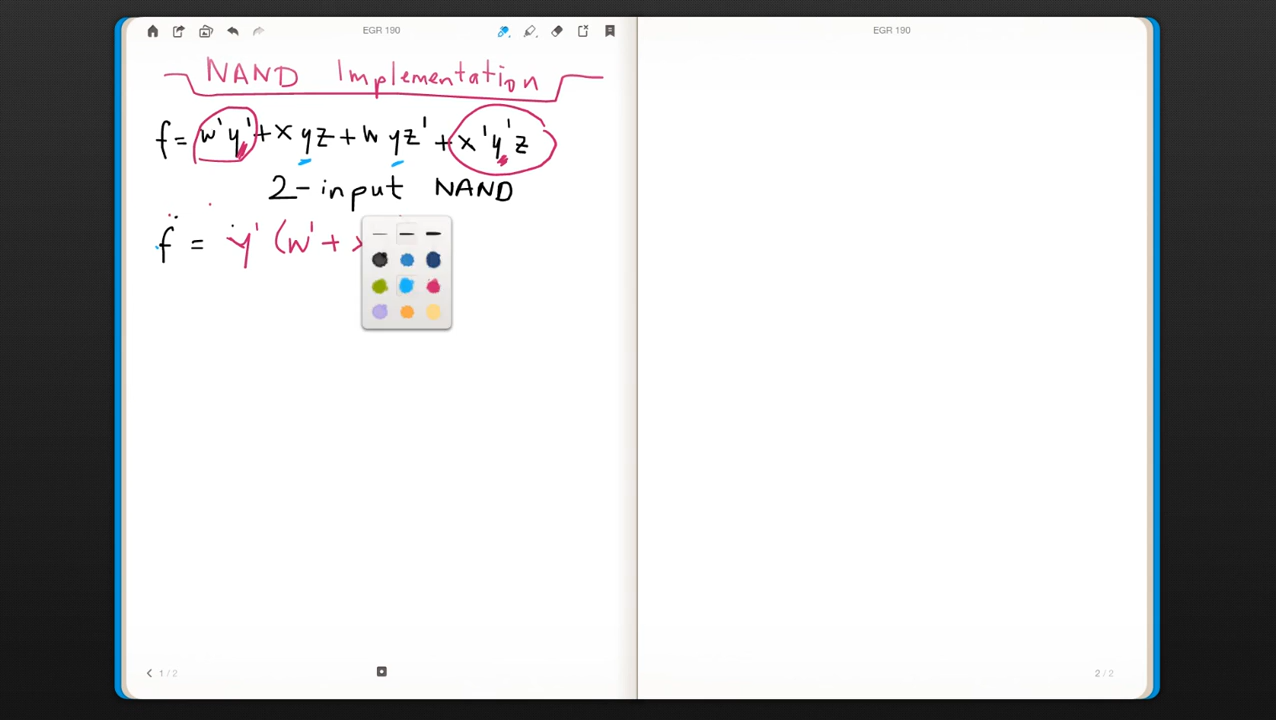 EGR 190
NAND Implementation
f = w'y' + xyz + wyz' + x'y'z
2-input NAND
f = y' (w' + x
1 / 2
EGR 190
2 / 2